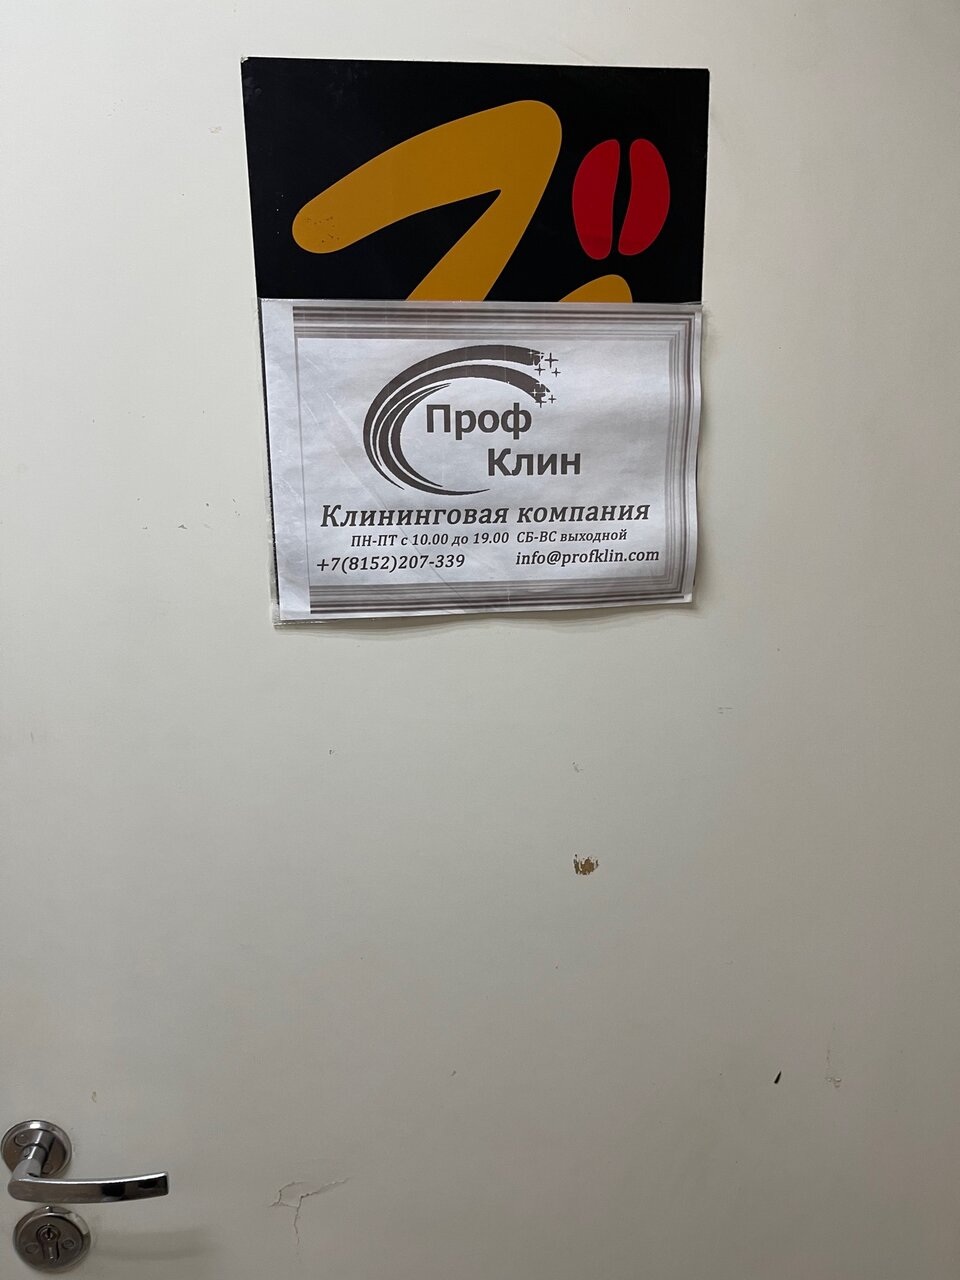 Проф
Клин
Клининговая компания
ПН-ПТ с 10.00 до 19.00 СБ-ВС выходной
+7(8152)207-339 info@profklin.com